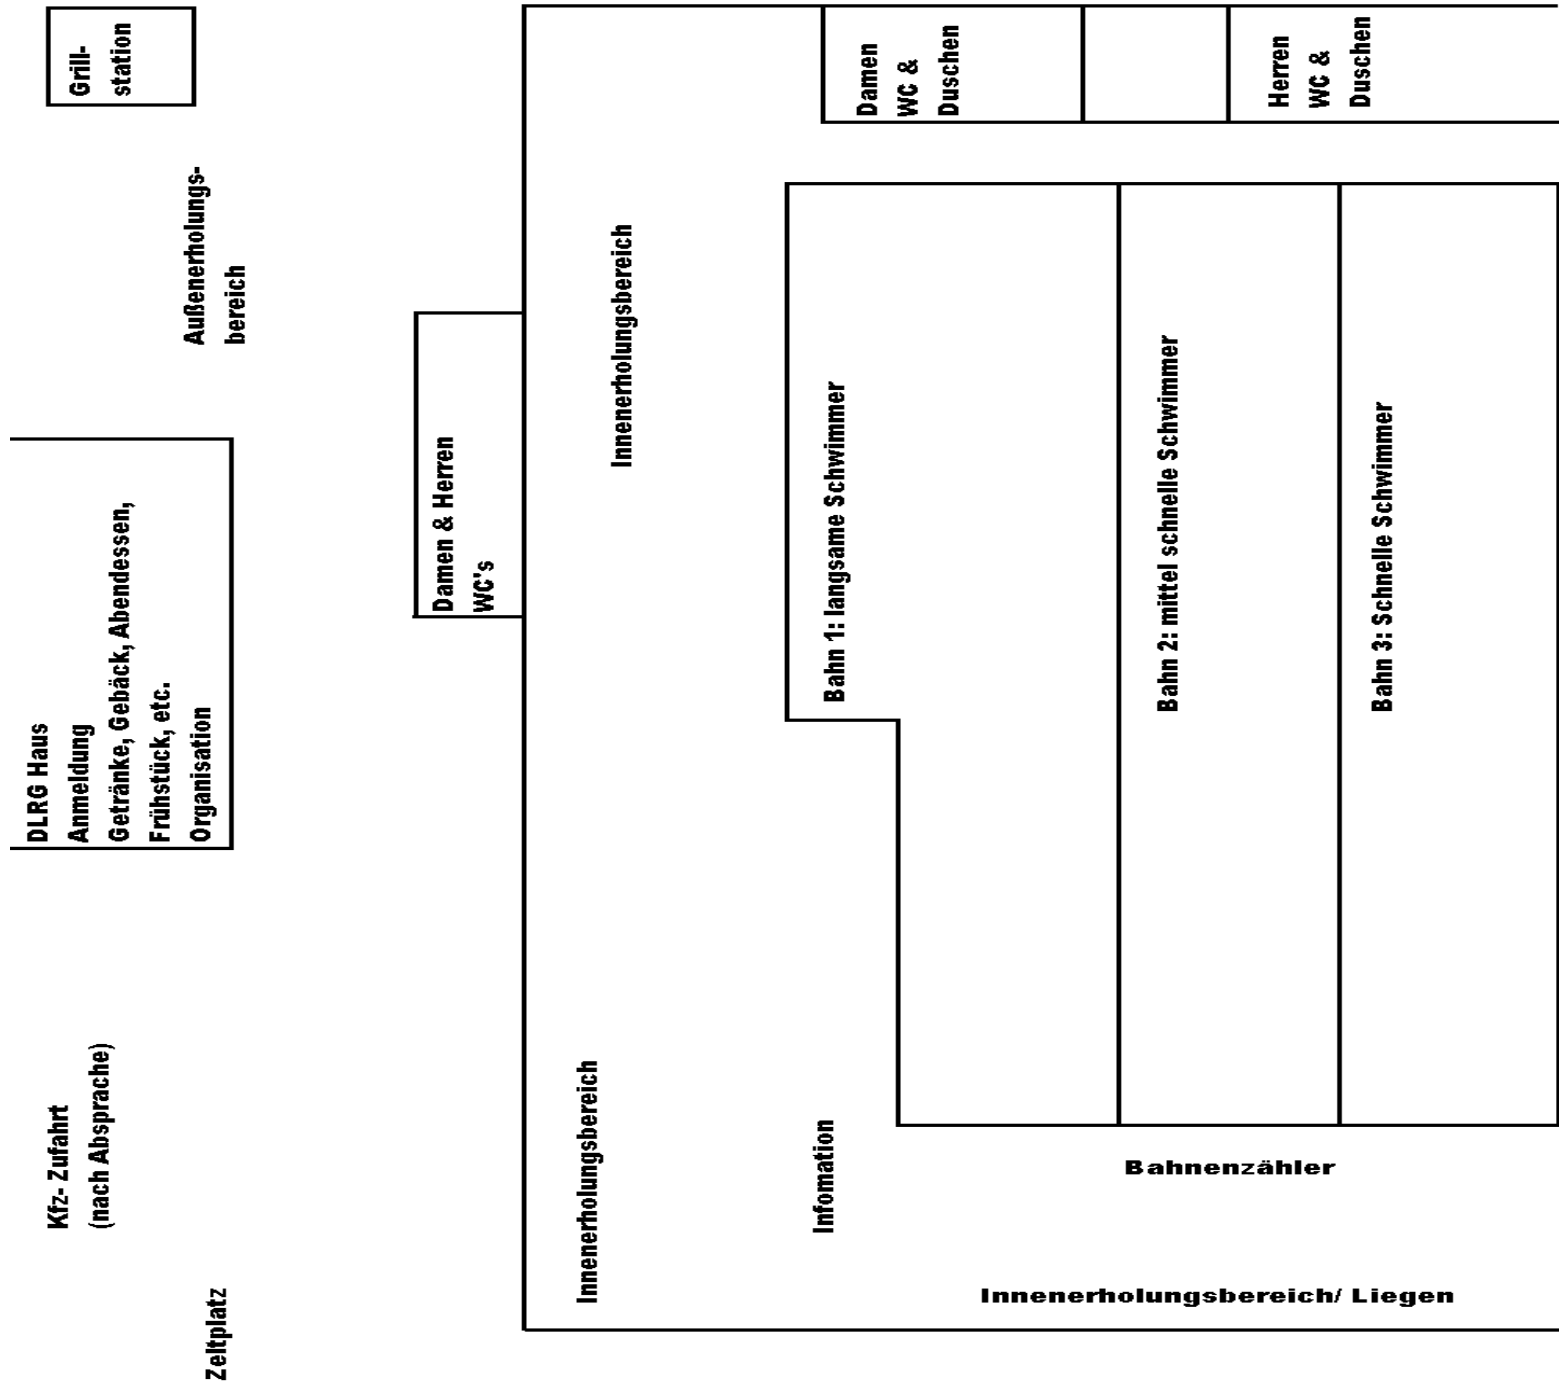 Grill-
station
Außenerholungs-
bereich
DLRG Haus
Anmeldung
Getränke, Gebäck, Abendessen,
Frühstück, etc.
Organisation
Kfz- Zufahrt
(nach Absprache)
Zeltplatz
Damen & Herren
WC's
Innenerholungsbereich
Innenerholungsbereich
Damen
WC &
Duschen
Herren
WC &
Duschen
Bahn 1: langsame Schwimmer
Bahn 2: mittel schnelle Schwimmer
Bahn 3: Schnelle Schwimmer
Infomation
Bahnenzähler
Innenerholungsbereich/ Liegen